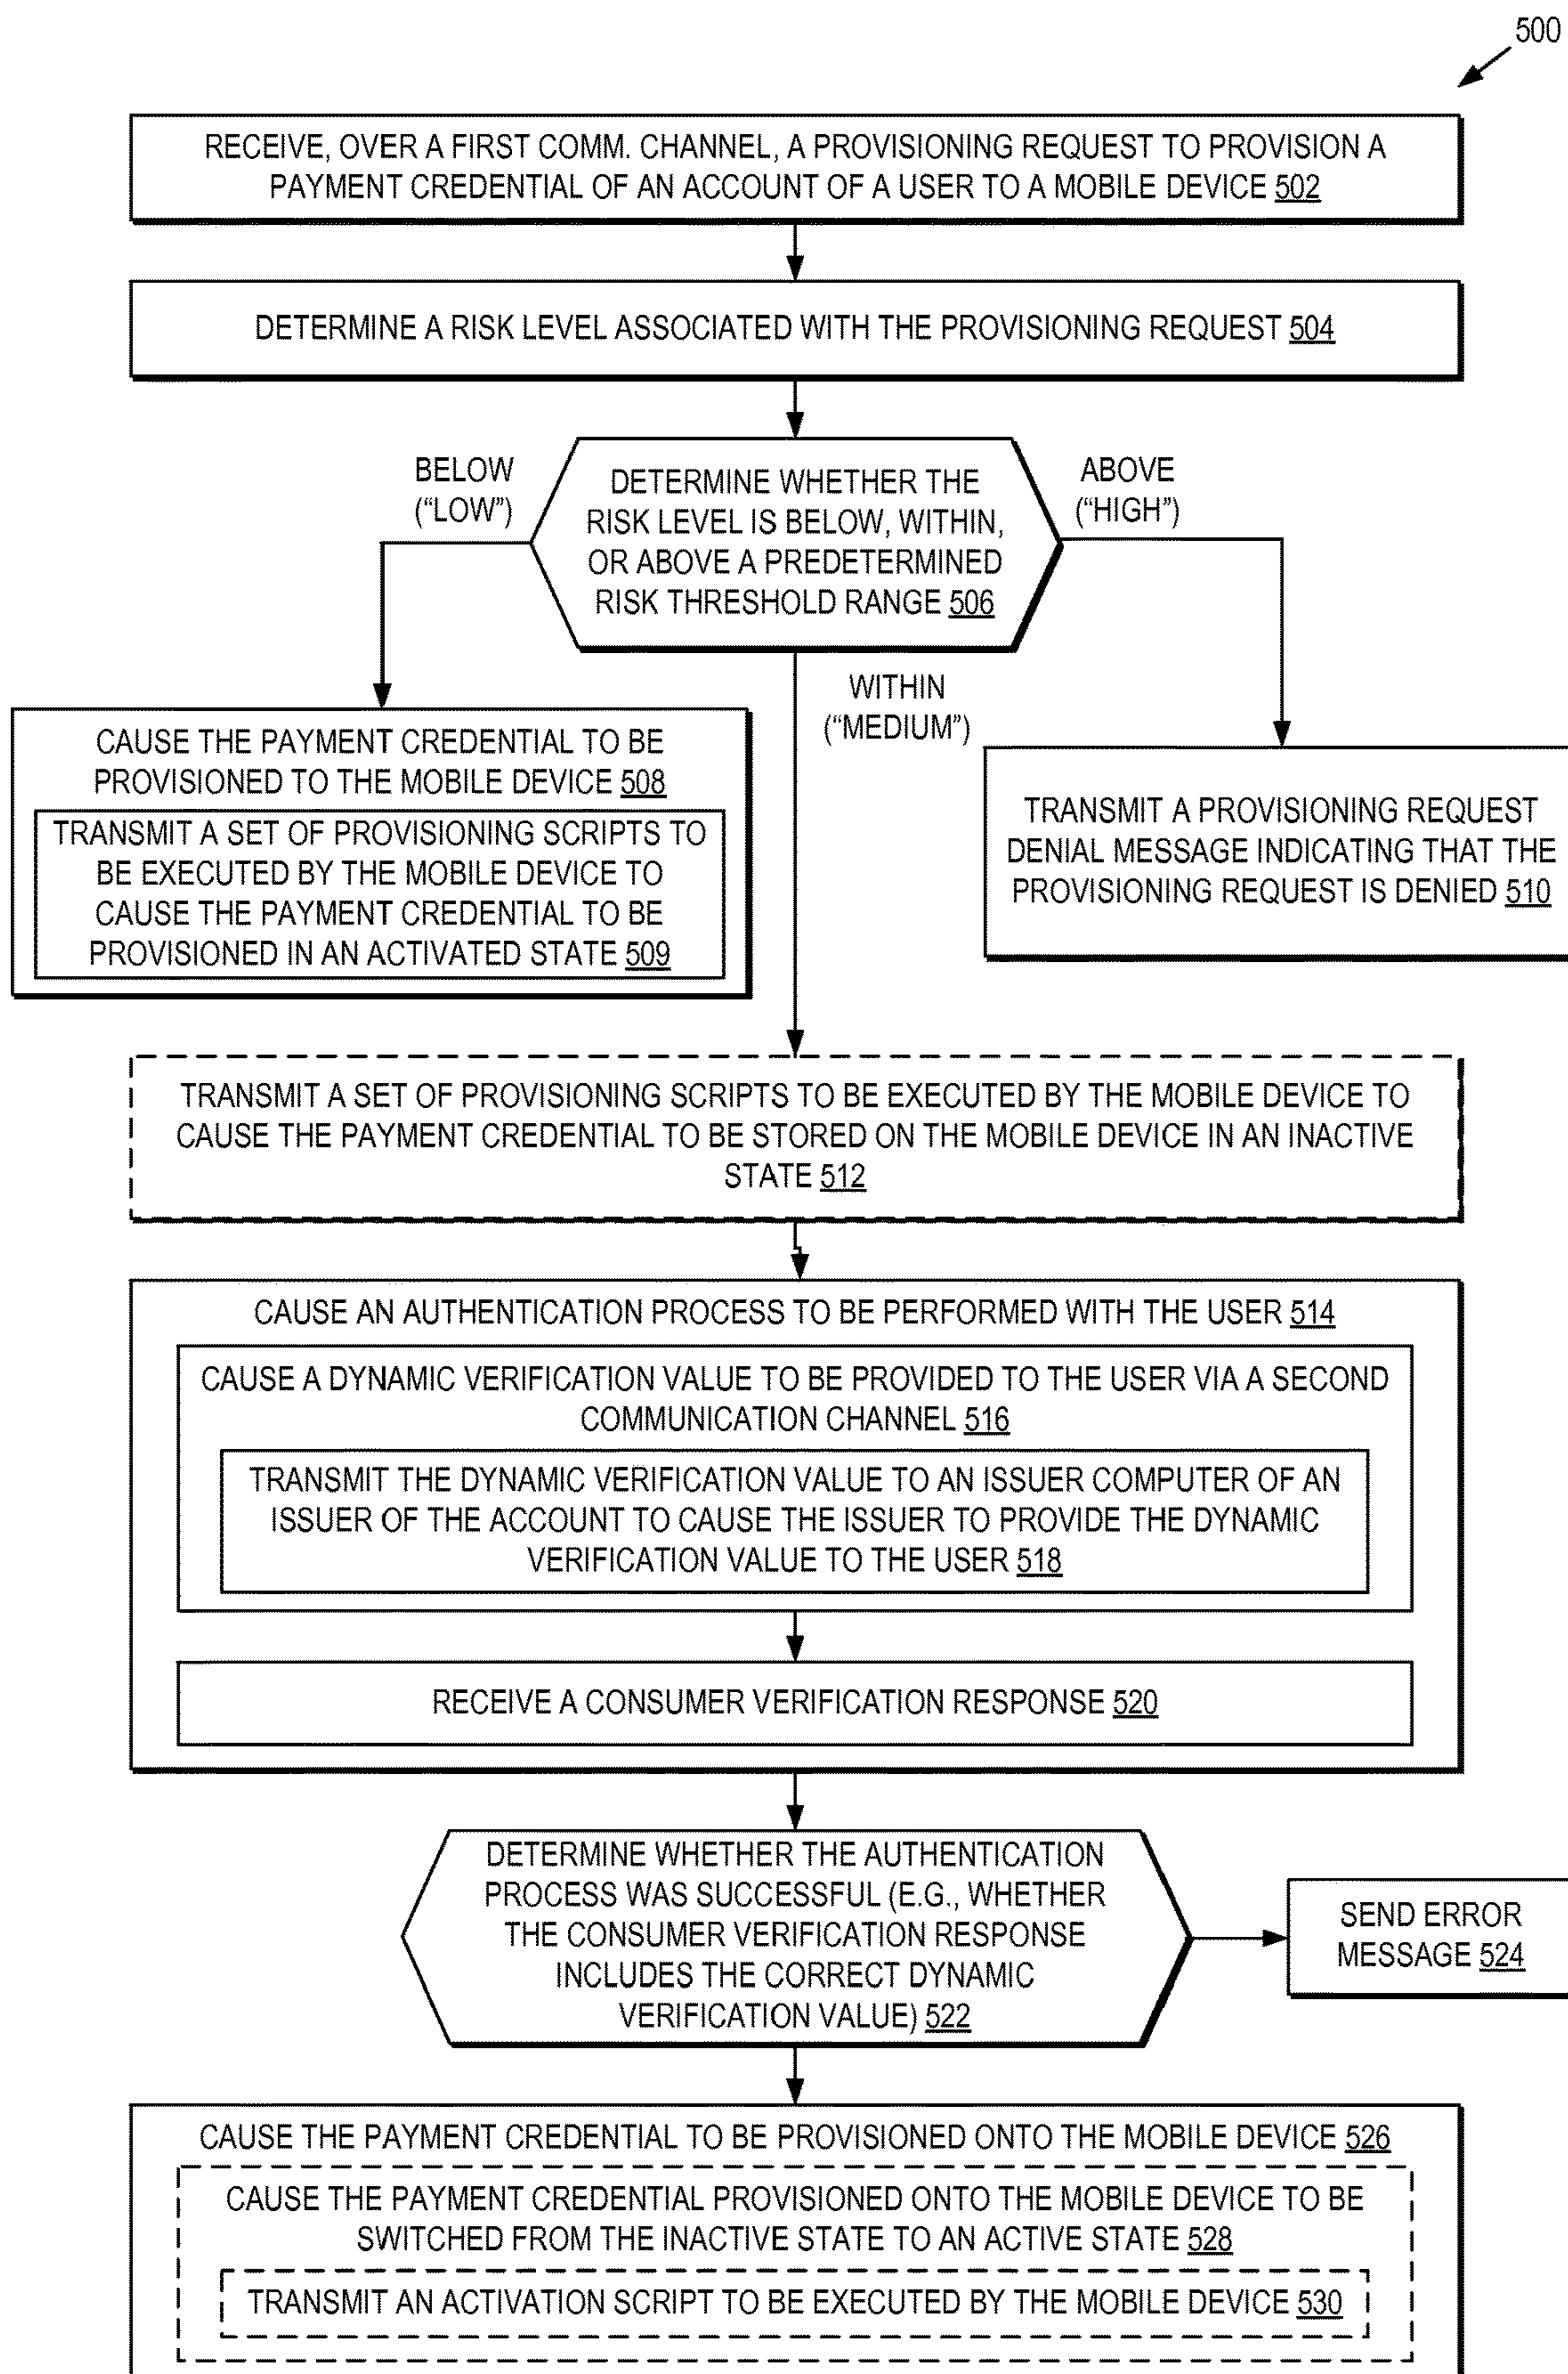 500
RECEIVE, OVER A FIRST COMM. CHANNEL, A PROVISIONING REQUEST TO PROVISION A
PAYMENT CREDENTIAL OF AN ACCOUNT OF A USER TO A MOBILE DEVICE 502
DETERMINE A RISK LEVEL ASSOCIATED WITH THE PROVISIONING REQUEST 504
BELOW
("LOW")
DETERMINE WHETHER THE
RISK LEVEL IS BELOW, WITHIN,
OR ABOVE A PREDETERMINED
RISK THRESHOLD RANGE 506
ABOVE
("HIGH")
WITHIN
("MEDIUM")
CAUSE THE PAYMENT CREDENTIAL TO BE
PROVISIONED TO THE MOBILE DEVICE 508
TRANSMIT A SET OF PROVISIONING SCRIPTS TO
BE EXECUTED BY THE MOBILE DEVICE TO
CAUSE THE PAYMENT CREDENTIAL TO BE
PROVISIONED IN AN ACTIVATED STATE 509
TRANSMIT A PROVISIONING REQUEST
DENIAL MESSAGE INDICATING THAT THE
PROVISIONING REQUEST IS DENIED 510
TRANSMIT A SET OF PROVISIONING SCRIPTS TO BE EXECUTED BY THE MOBILE DEVICE TO
CAUSE THE PAYMENT CREDENTIAL TO BE STORED ON THE MOBILE DEVICE IN AN INACTIVE
STATE 512
CAUSE AN AUTHENTICATION PROCESS TO BE PERFORMED WITH THE USER 514
CAUSE A DYNAMIC VERIFICATION VALUE TO BE PROVIDED TO THE USER VIA A SECOND
COMMUNICATION CHANNEL 516
TRANSMIT THE DYNAMIC VERIFICATION VALUE TO AN ISSUER COMPUTER OF AN
ISSUER OF THE ACCOUNT TO CAUSE THE ISSUER TO PROVIDE THE DYNAMIC
VERIFICATION VALUE TO THE USER 518
RECEIVE A CONSUMER VERIFICATION RESPONSE 520
DETERMINE WHETHER THE AUTHENTICATION
PROCESS WAS SUCCESSFUL (E.G., WHETHER
THE CONSUMER VERIFICATION RESPONSE
INCLUDES THE CORRECT DYNAMIC
VERIFICATION VALUE) 522
SEND ERROR
MESSAGE 524
CAUSE THE PAYMENT CREDENTIAL TO BE PROVISIONED ONTO THE MOBILE DEVICE 526
CAUSE THE PAYMENT CREDENTIAL PROVISIONED ONTO THE MOBILE DEVICE TO BE
SWITCHED FROM THE INACTIVE STATE TO AN ACTIVE STATE 528
TRANSMIT AN ACTIVATION SCRIPT TO BE EXECUTED BY THE MOBILE DEVICE 530